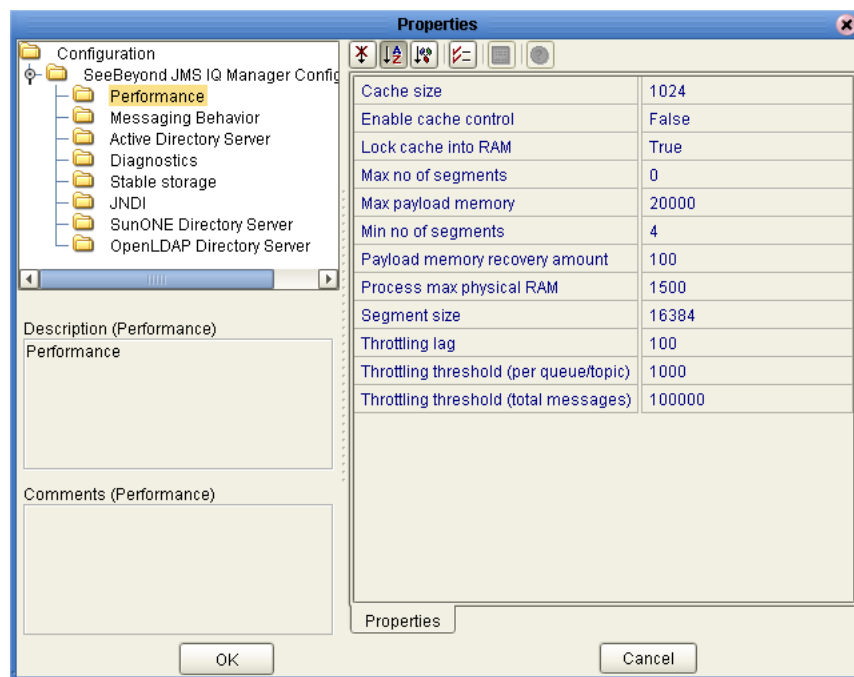 Properties
Configuration
SeeBeyond JMS IQ Manager Config
Performance
Messaging Behavior
Active Directory Server
Diagnostics
Stable storage
JNDI
SunONE Directory Server
OpenLDAP Directory Server
Description (Performance)
Performance
Comments (Performance)
Cache size 1024
Enable cache control False
Lock cache into RAM True
Max no of segments 0
Max payload memory 20000
Min no of segments 4
Payload memory recovery amount 100
Process max physical RAM 1500
Segment size 16384
Throttling lag 100
Throttling threshold (per queue/topic) 1000
Throttling threshold (total messages) 100000
Properties
OK
Cancel